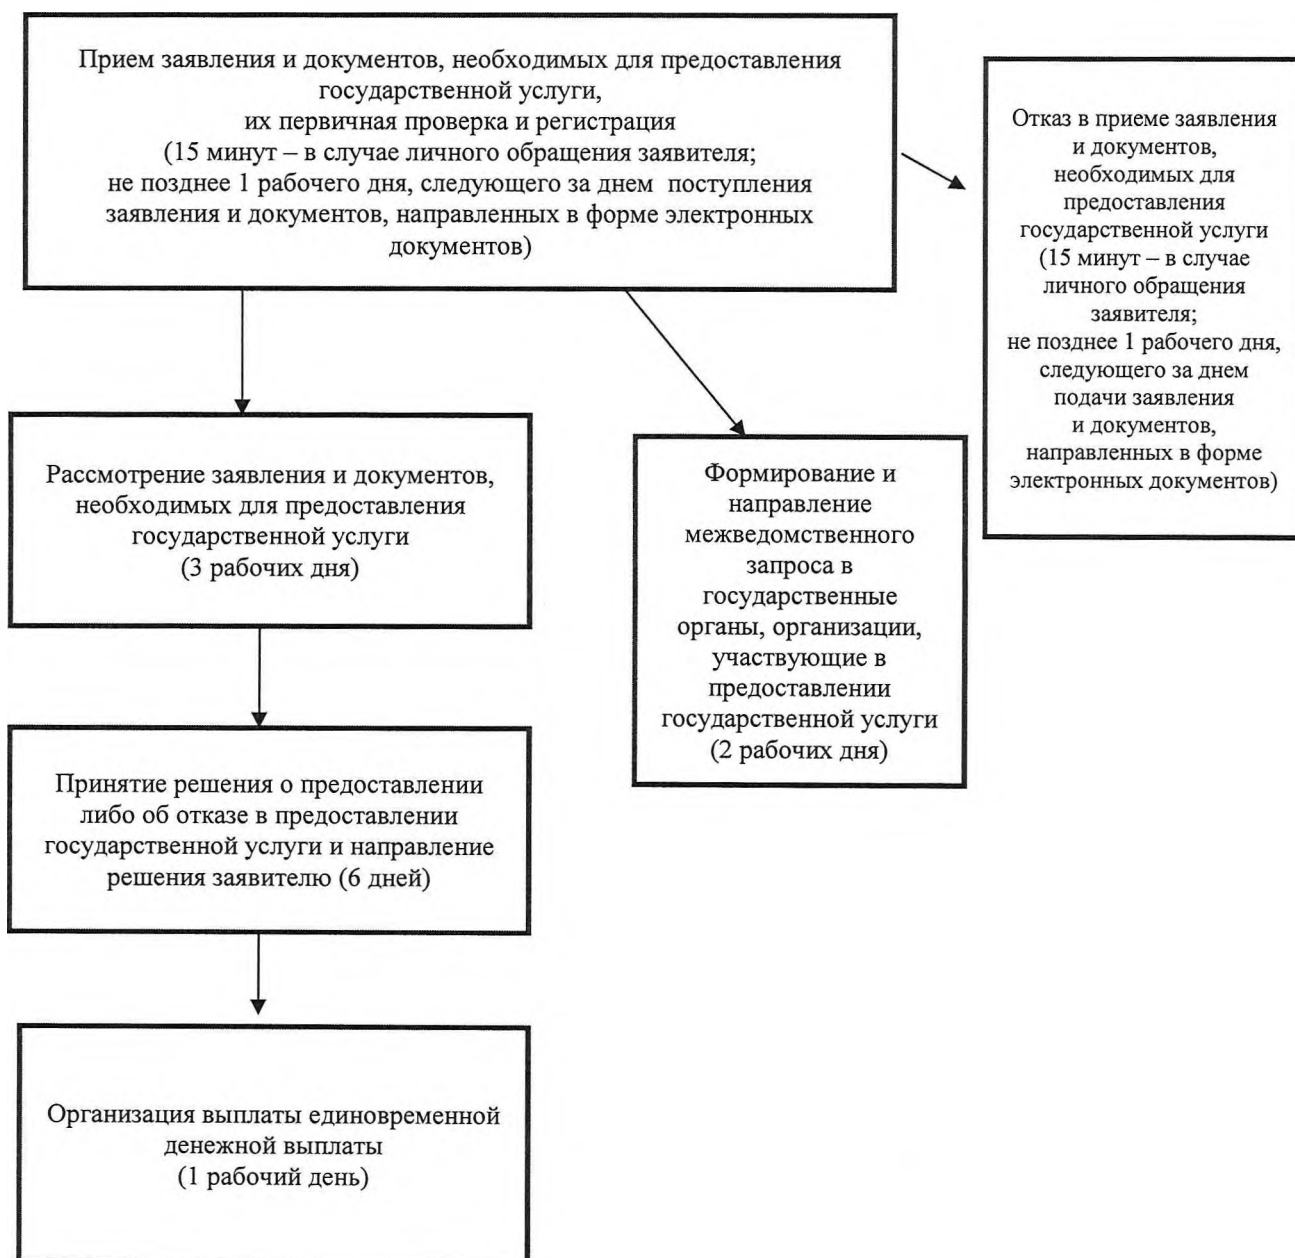 Прием заявления и документов, необходимых для предоставления
государственной услуги,
их первичная проверка и регистрация
(15 минут – в случае личного обращения заявителя;
не позднее 1 рабочего дня, следующего за днем поступления
заявления и документов, направленных в форме электронных
документов)
Отказ в приеме заявления
и документов,
необходимых для
предоставления
государственной услуги
(15 минут – в случае
личного обращения
заявителя;
не позднее 1 рабочего дня,
следующего за днем
подачи заявления
и документов,
направленных в форме
электронных документов)
Рассмотрение заявления и документов,
необходимых для предоставления
государственной услуги
(3 рабочих дня)
Формирование и
направление
межведомственного
запроса в
государственные
органы, организации,
участвующие в
предоставлении
государственной услуги
(2 рабочих дня)
Принятие решения о предоставлении
либо об отказе в предоставлении
государственной услуги и направление
решения заявителю (6 дней)
Организация выплаты единовременной
денежной выплаты
(1 рабочий день)